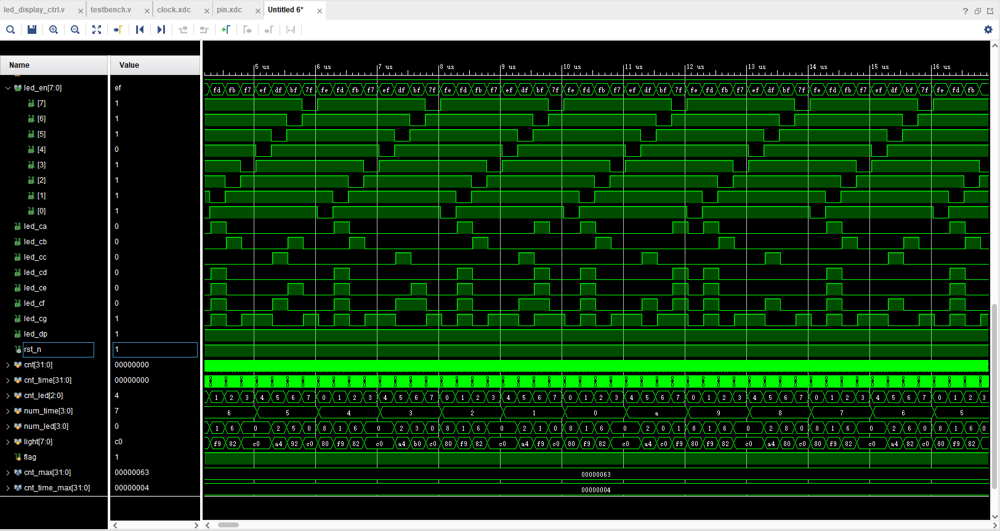 led_display_ctrl.v testbench.v clock.xdc pin.xdc Untitled 6*
Name Value
5 us 6 us 7 us 8 us 9 us 10 us 11 us 12 us 13 us 14 us 15 us 16 us
led_en[7:0] ef fd fb f7 ef df bf 7f fe fd fb f7 ef df bf 7f fe fd fb f7 ef df bf 7f fe fd fb f7 ef df bf 7f fe fd fb f7 ef df bf 7f fe fd fb f7 ef df bf 7f fe fd fb
[7] 1
[6] 1
[5] 1
[4] 0
[3] 1
[2] 1
[1] 1
[0] 1
led_ca 0
led_cb 0
led_cc 0
led_cd 0
led_ce 0
led_cf 0
led_cg 1
led_dp 1
rst_n 1
cnt[31:0] 00000000
cnt_time[31:0] 00000000
cnt_led[2:0] 4 1 2 3 4 5 6 7 0 1 2 3 4 5 6 7 0 1 2 3 4 5 6 7 0 1 2 3 4 5 6 7 0 1 2 3 4 5 6 7 0 1 2 3 4 5 6 7 0 1 2 3
num_time[3:0] 7 6 5 4 3 2 1 0 a 9 8 7 6 5
num_led[3:0] 0 1 6 0 2 5 0 8 1 6 0 2 3 0 8 1 6 0 2 1 0 8 1 6 0 2 0 1 8 1 6 0 2 8 0 8 1 6 0 2 6 0 8 1 6 0
light[7:0] c0 f9 82 c0 a4 92 c0 80 f9 82 c0 a4 b0 c0 80 f9 82 c0 a4 f9 c0 80 f9 82 c0 a4 c0 f9 80 f9 82 c0 a4 80 c0 80 f9 82 c0 a4 82 c0 80 f9 82
flag 1
cnt_max[31:0] 00000063 00000063
cnt_time_max[31:0] 00000004 00000004